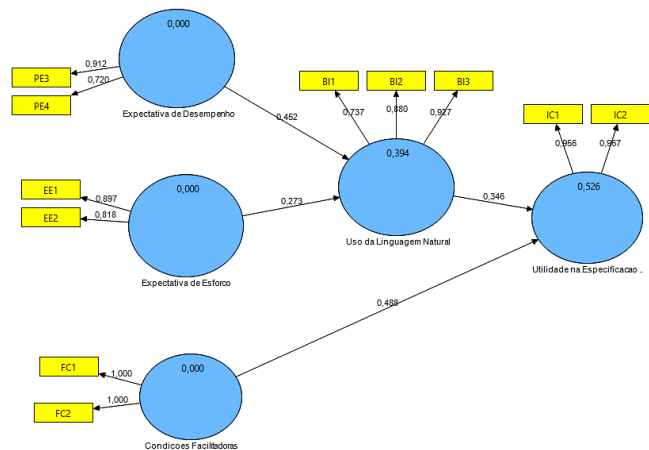 0,000
0,912
PE3
0,720
PE4
Expectativa de Desempenho
0,452
BI1
BI2
BI3
0,737
0,880
0,927
0,394
Uso da Linguagem Natural
IC1
IC2
0,956
0,967
0,526
Utilidade na Especificacao ..
0,346
0,000
EE1
0,897
EE2
0,818
Expectativa de Esforco
0,273
0,488
0,000
FC1
1,000
FC2
1,000
Condicoes Facilitadoras